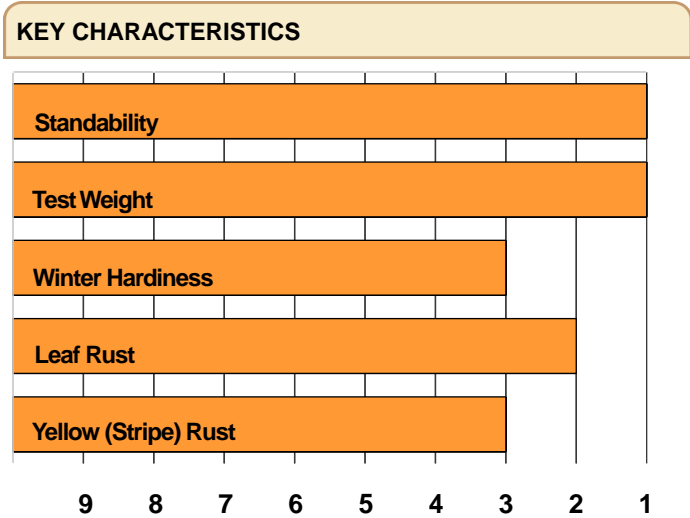 KEY CHARACTERISTICS
Standability
Test Weight
Winter Hardiness
Leaf Rust
Yellow (Stripe) Rust
9 8 7 6 5 4 3 2 1